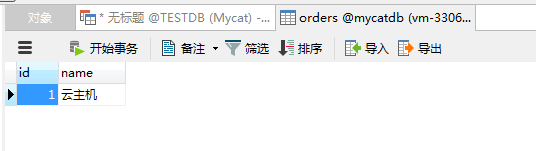 对象 * 无标题 @TESTDB (Mycat) -... orders @mycatdb (vm-3306...
开始事务 备注 筛选 排序 导入 导出
id name
1 云主机